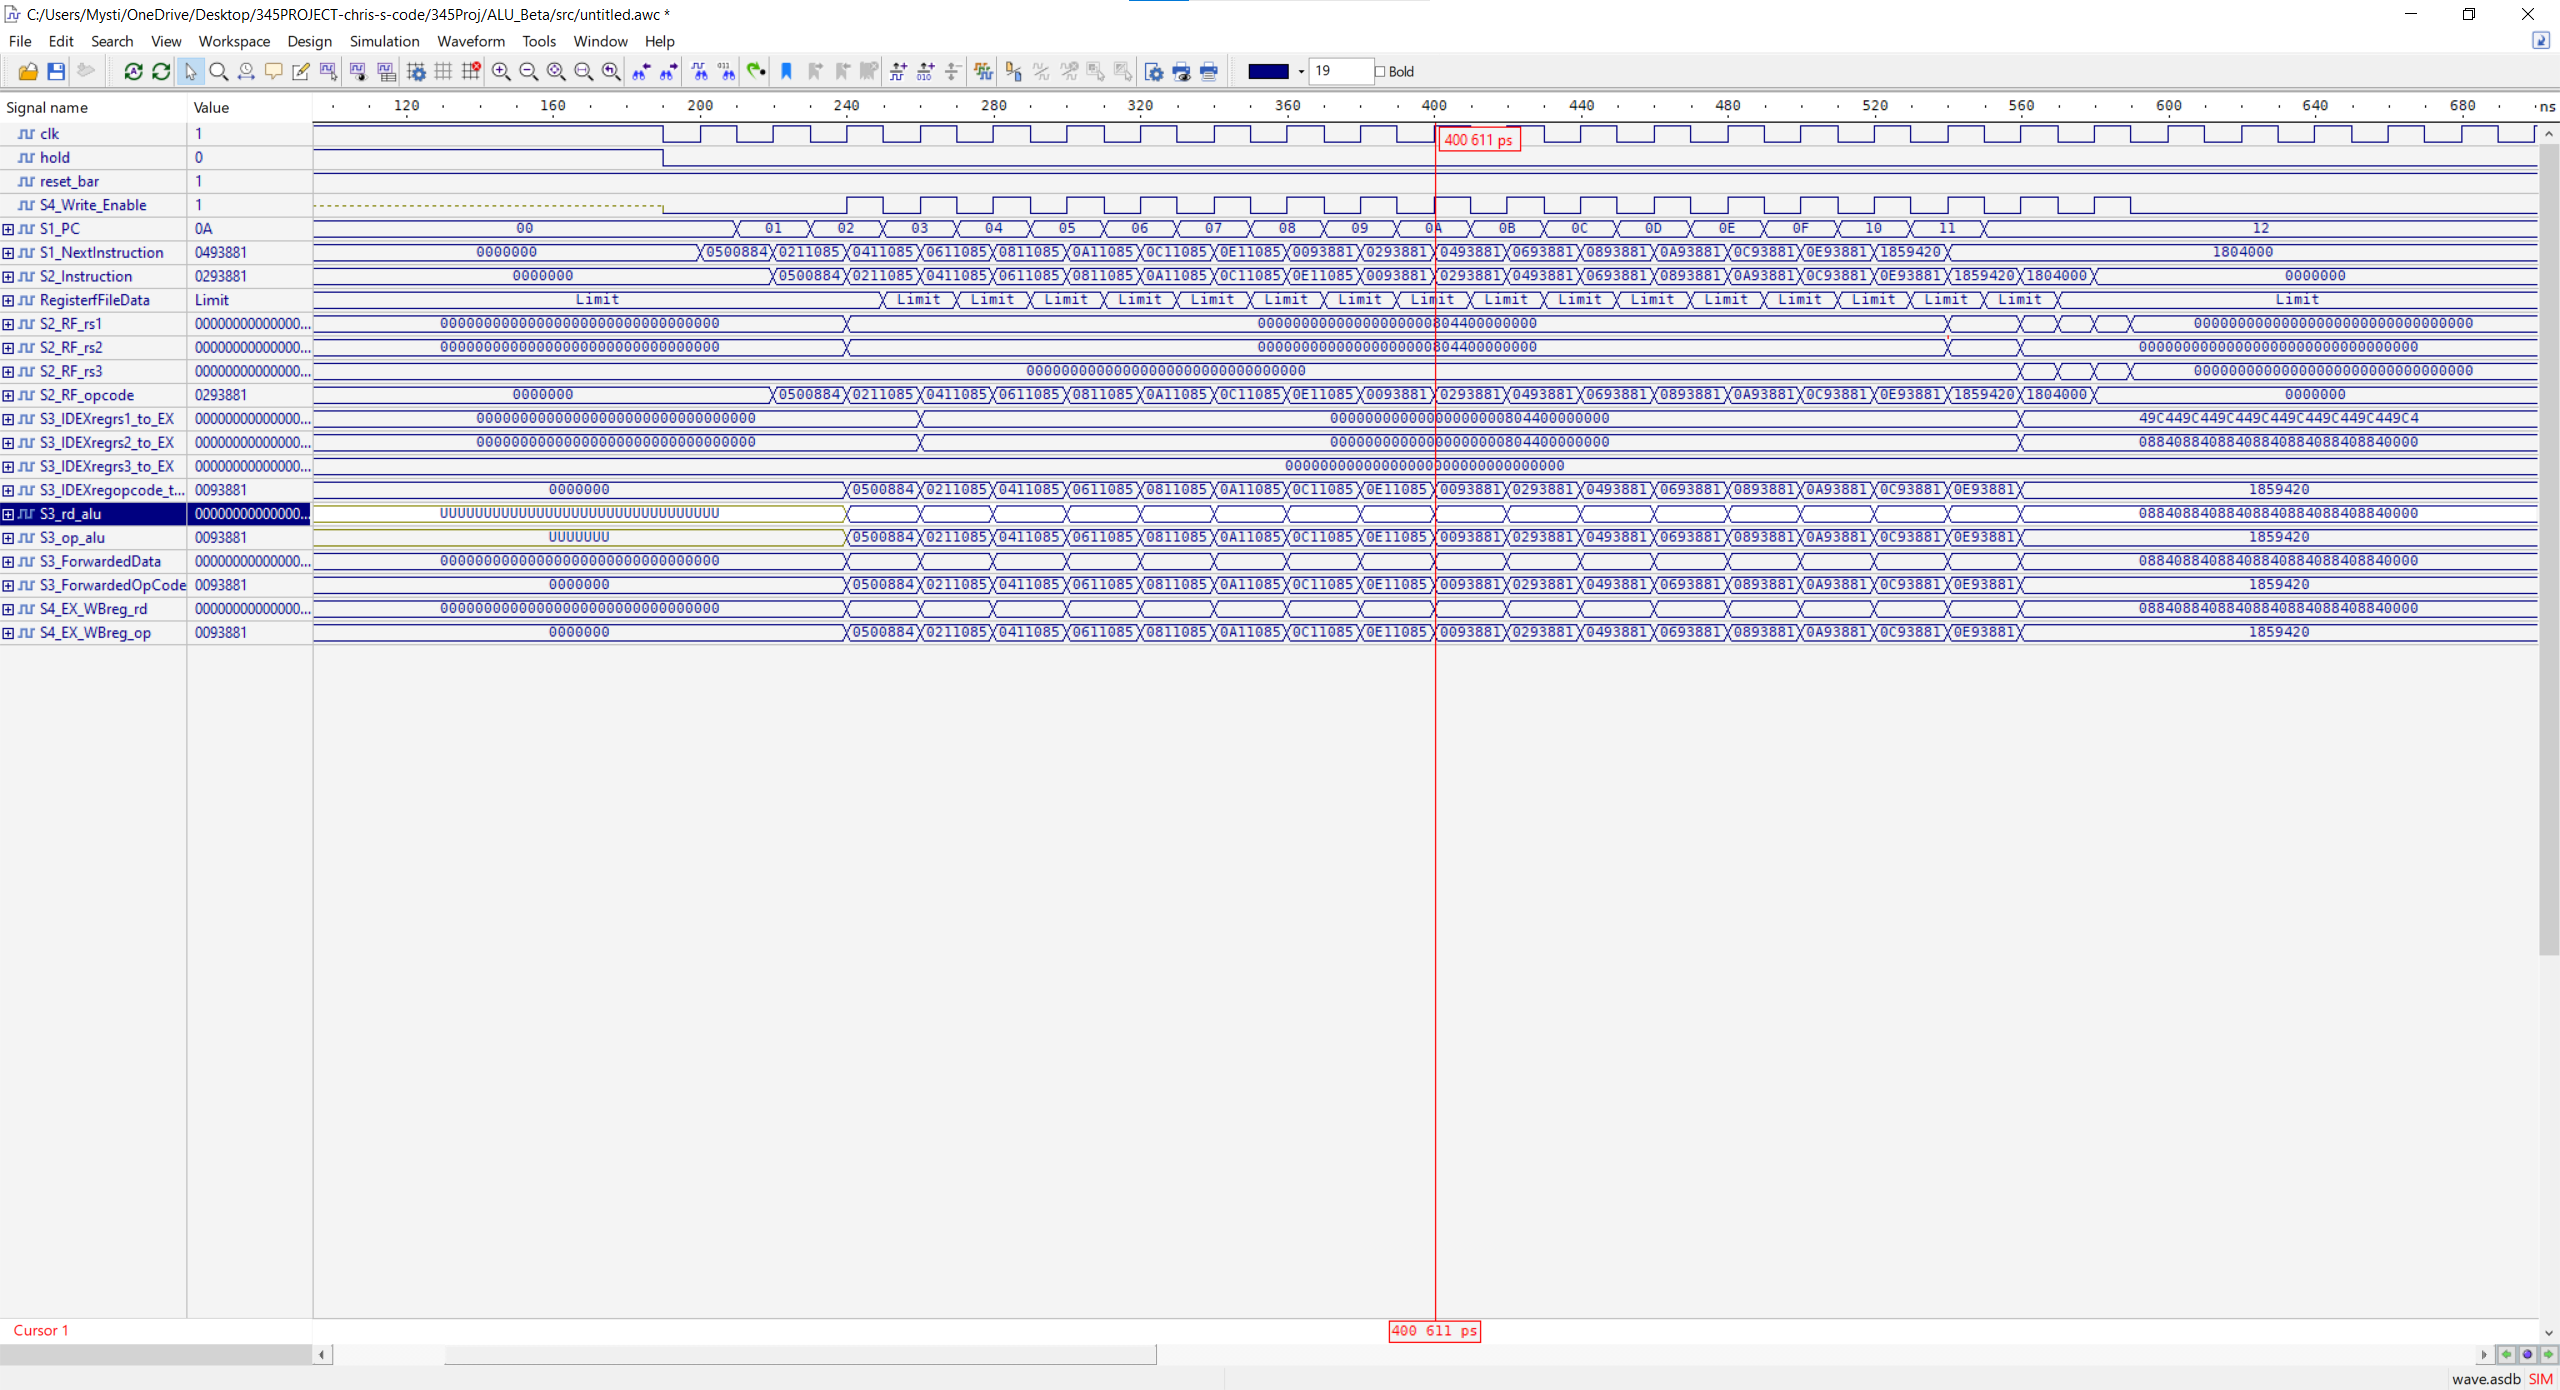 C:/Users/Mysti/OneDrive/Desktop/345PROJECT-chris-s-code/345Proj/ALU_Beta/src/untitled.awc *
File Edit Search View Workspace Design Simulation Waveform Tools Window Help
19 Bold
Signal name Value 120 160 200 240 280 320 360 400 440 480 520 560 600 640 680 ns
clk 1
400 611 ps
hold 0
reset_bar 1
S4_Write_Enable 1
S1_PC 0A 00 01 02 03 04 05 06 07 08 09 0A 0B 0C 0D 0E 0F 10 11 12
S1_NextInstruction 0493881 0000000 0500884 0211085 0411085 0611085 0811085 0A11085 0C11085 0E11085 0093881 0293881 0493881 0693881 0893881 0A93881 0C93881 0E93881 1859420 1804000
S2_Instruction 0293881 0000000 0500884 0211085 0411085 0611085 0811085 0A11085 0C11085 0E11085 0093881 0293881 0493881 0693881 0893881 0A93881 0C93881 0E93881 1859420 1804000 0000000
RegisterfFileData Limit Limit Limit Limit Limit Limit Limit Limit Limit Limit Limit Limit Limit Limit Limit Limit Limit Limit Limit
S2_RF_rs1 00000000000000... 00000000000000000000000000000000 00000000000000000000804400000000 00000000000000000000000000000000
S2_RF_rs2 00000000000000... 00000000000000000000000000000000 00000000000000000000804400000000 00000000000000000000000000000000
S2_RF_rs3 00000000000000... 00000000000000000000000000000000 00000000000000000000000000000000
S2_RF_opcode 0293881 0000000 0500884 0211085 0411085 0611085 0811085 0A11085 0C11085 0E11085 0093881 0293881 0493881 0693881 0893881 0A93881 0C93881 0E93881 1859420 1804000 0000000
S3_IDEXregrs1_to_EX 00000000000000... 00000000000000000000000000000000 00000000000000000000804400000000 49C449C449C449C449C449C449C449C4
S3_IDEXregrs2_to_EX 00000000000000... 00000000000000000000000000000000 00000000000000000000804400000000 08840884088408840884088408840000
S3_IDEXregrs3_to_EX 00000000000000... 00000000000000000000000000000000
S3_IDEXregopcode_t... 0093881 0000000 0500884 0211085 0411085 0611085 0811085 0A11085 0C11085 0E11085 0093881 0293881 0493881 0693881 0893881 0A93881 0C93881 0E93881 1859420
S3_rd_alu 00000000000000... UUUUUUUUUUUUUUUUUUUUUUUUUUUUUUUU 08840884088408840884088408840000
S3_op_alu 0093881 UUUUUUU 0500884 0211085 0411085 0611085 0811085 0A11085 0C11085 0E11085 0093881 0293881 0493881 0693881 0893881 0A93881 0C93881 0E93881 1859420
S3_ForwardedData 00000000000000... 00000000000000000000000000000000 08840884088408840884088408840000
S3_ForwardedOpCode 0093881 0000000 0500884 0211085 0411085 0611085 0811085 0A11085 0C11085 0E11085 0093881 0293881 0493881 0693881 0893881 0A93881 0C93881 0E93881 1859420
S4_EX_WBreg_rd 00000000000000... 00000000000000000000000000000000 08840884088408840884088408840000
S4_EX_WBreg_op 0093881 0000000 0500884 0211085 0411085 0611085 0811085 0A11085 0C11085 0E11085 0093881 0293881 0493881 0693881 0893881 0A93881 0C93881 0E93881 1859420
Cursor 1 400 611 ps
wave.asdb SIM